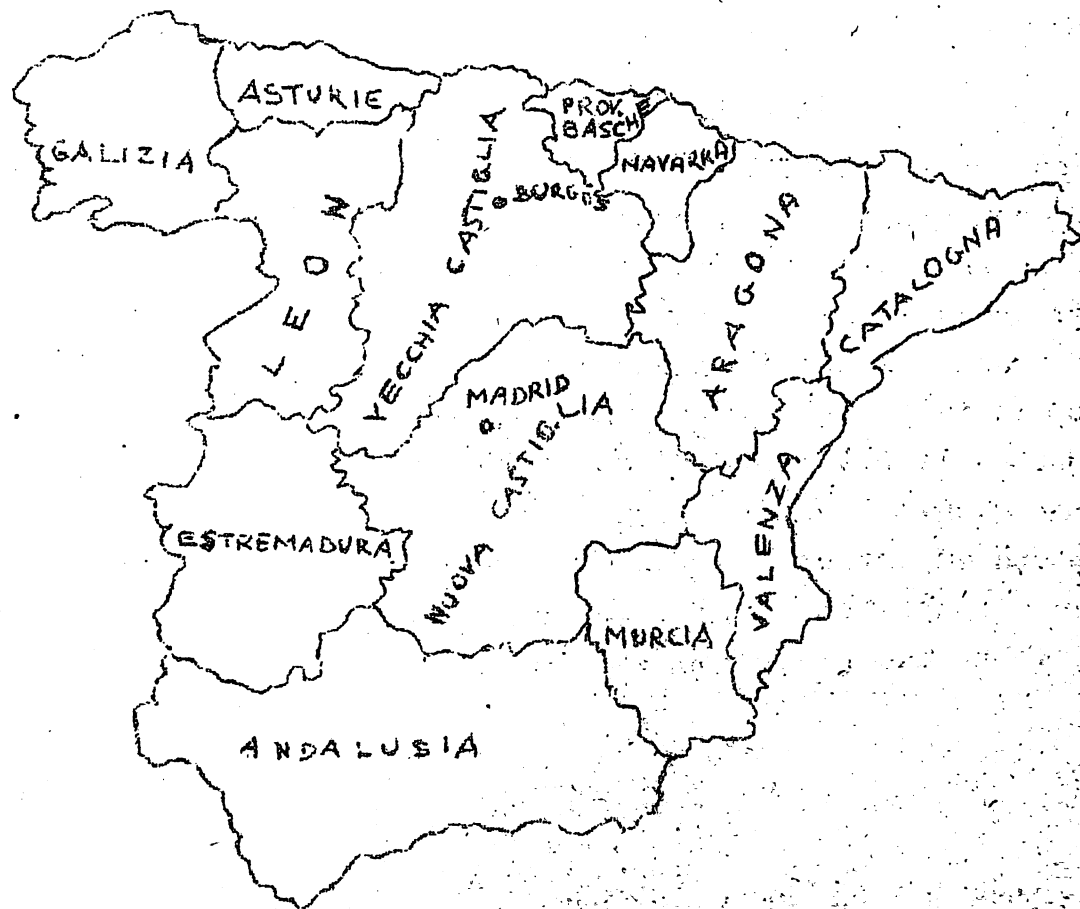 ASTURIE
PROV.
BASCHE
GALIZIA
NAVARRA
BURGOS
LEON
VECCHIA CASTIGLIA
ARAGONA
CATALOGNA
MADRID
NUOVA CASTIGLIA
ESTREMADURA
VALENZA
MURCIA
ANDALUSIA